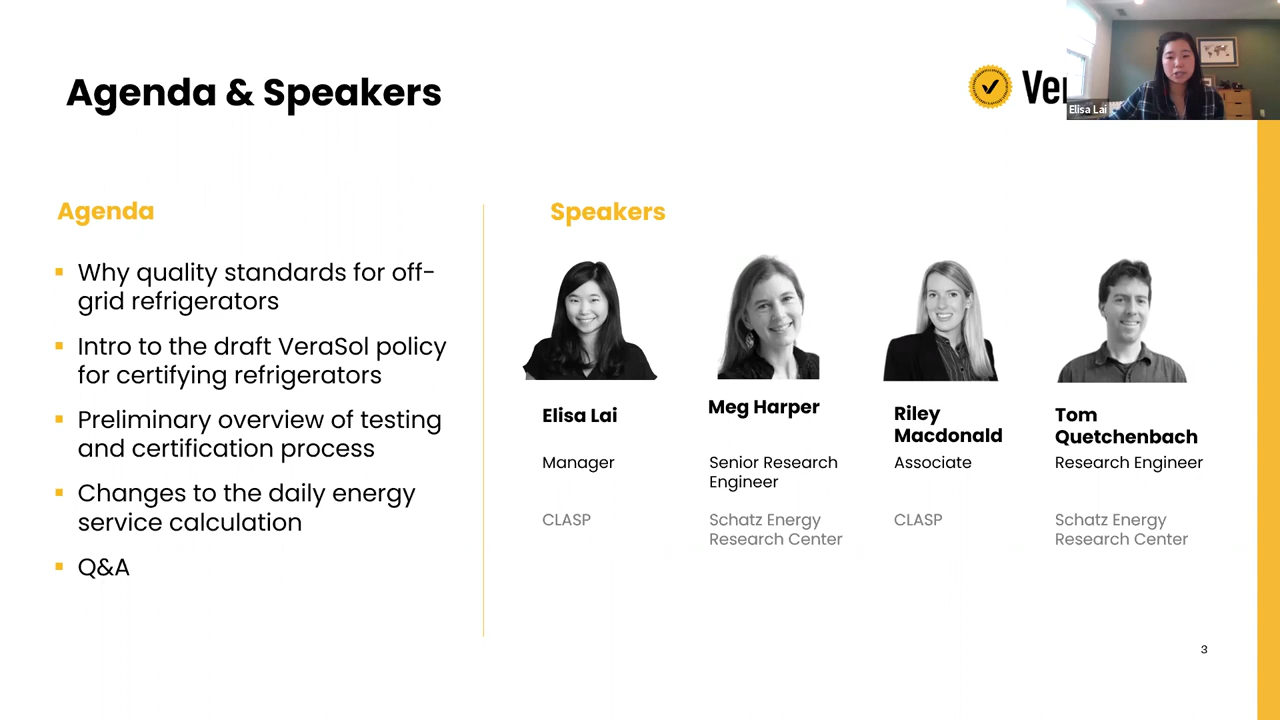 Agenda & Speakers
Elisa Lai
Agenda
Why quality standards for off-
grid refrigerators
Intro to the draft VeraSol policy
for certifying refrigerators
Preliminary overview of testing
and certification process
Changes to the daily energy
service calculation
Q&A
Speakers
Elisa Lai
Manager
CLASP
Meg Harper
Senior Research
Engineer
Schatz Energy
Research Center
Riley
Macdonald
Associate
CLASP
Tom
Quetchenbach
Research Engineer
Schatz Energy
Research Center
3